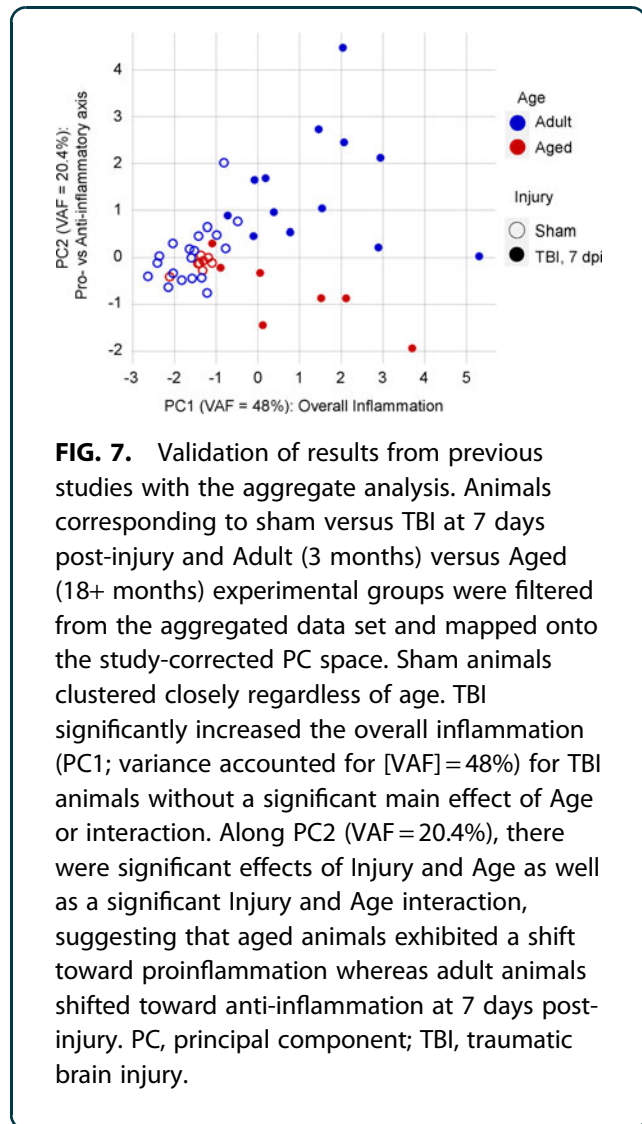 4
3
2
1
0
-1
-2
PC2 (VAF = 20.4%):
Pro- vs Anti-inflammatory axis
-3 -2 -1 0 1 2 3 4 5
PC1 (VAF = 48%): Overall Inflammation
Age
Adult
Aged
Injury
Sham
TBI, 7 dpi
FIG. 7. Validation of results from previous
studies with the aggregate analysis. Animals
corresponding to sham versus TBI at 7 days
post-injury and Adult (3 months) versus Aged
(18+ months) experimental groups were filtered
from the aggregated data set and mapped onto
the study-corrected PC space. Sham animals
clustered closely regardless of age. TBI
significantly increased the overall inflammation
(PC1; variance accounted for [VAF] = 48%) for TBI
animals without a significant main effect of Age
or interaction. Along PC2 (VAF = 20.4%), there
were significant effects of Injury and Age as well
as a significant Injury and Age interaction,
suggesting that aged animals exhibited a shift
toward proinflammation whereas adult animals
shifted toward anti-inflammation at 7 days post-
injury. PC, principal component; TBI, traumatic
brain injury.